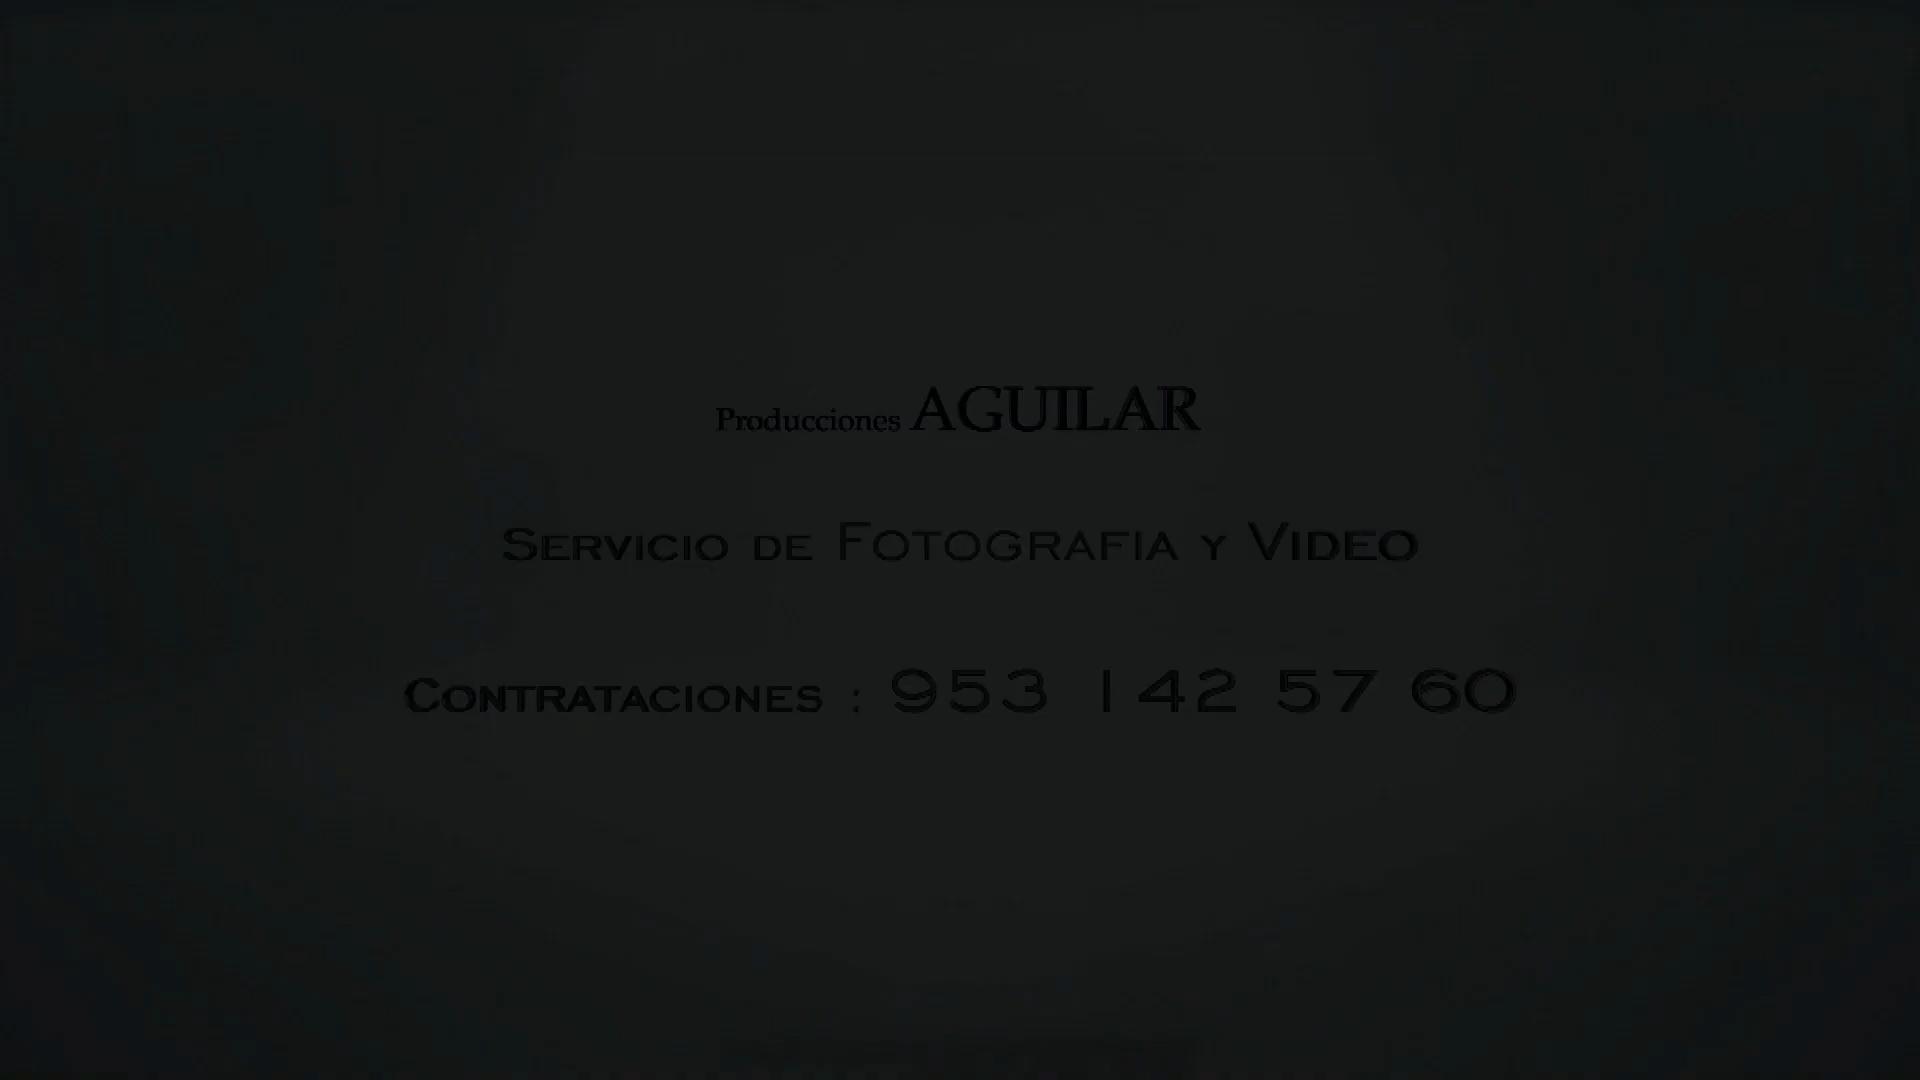 Producciones AGUILAR
Servicio de Fotografia y Video
Contrataciones : 953 142 57 60